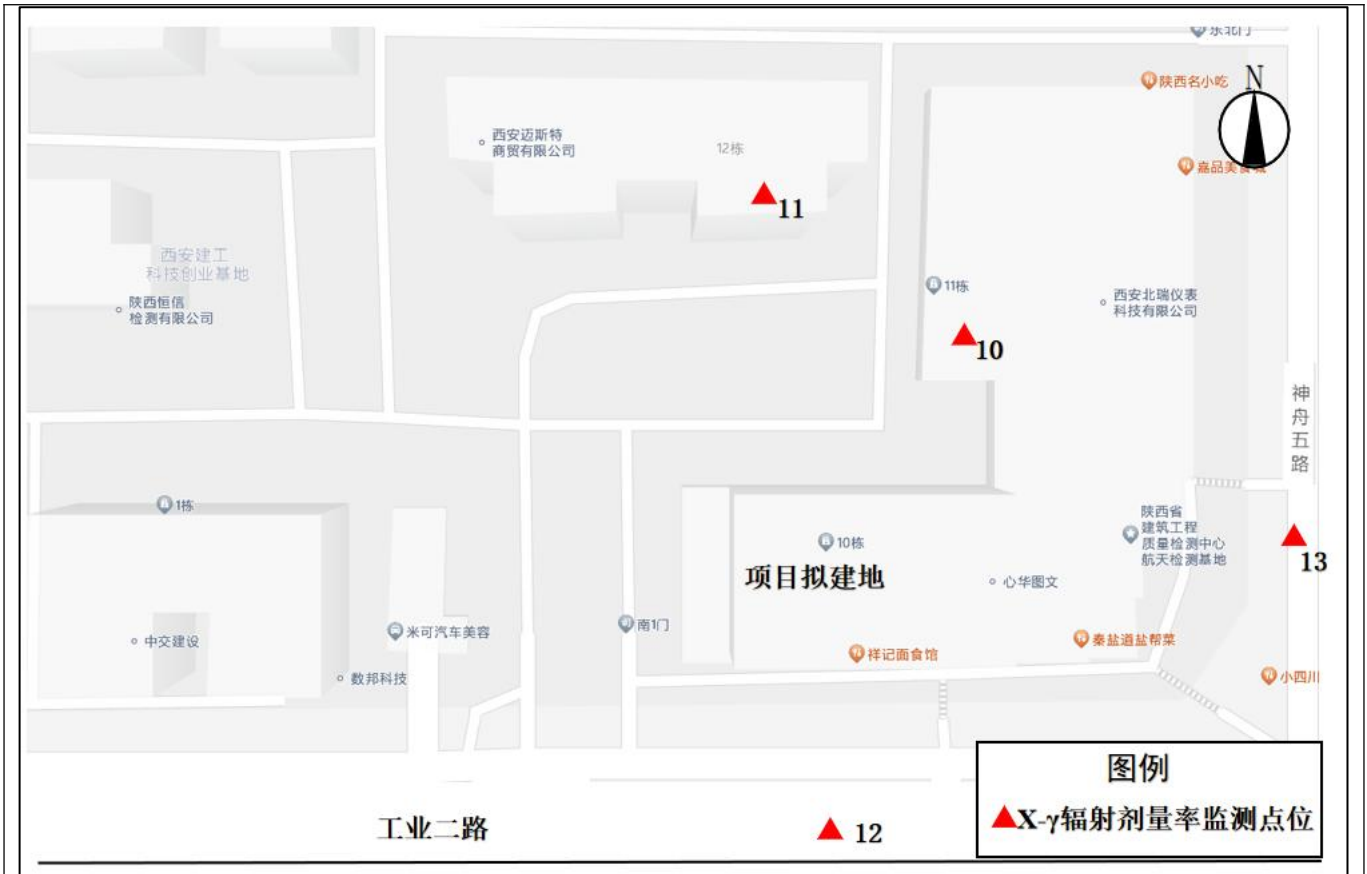 东北门
陕西名小吃
N
西安迈斯特
商贸有限公司
12栋
嘉品美食城
11
西安建工
科技创业基地
陕西恒信
检测有限公司
11栋
西安北瑞仪表
科技有限公司
10
神舟五路
1栋
10栋
项目拟建地
陕西省
建筑工程
质量检测中心
航天检测基地
13
心华图文
中交建设
米可汽车美容
南1门
祥记面食馆
秦盐道盐帮菜
数邦科技
小四川
工业二路
12
图例
X-γ辐射剂量率监测点位